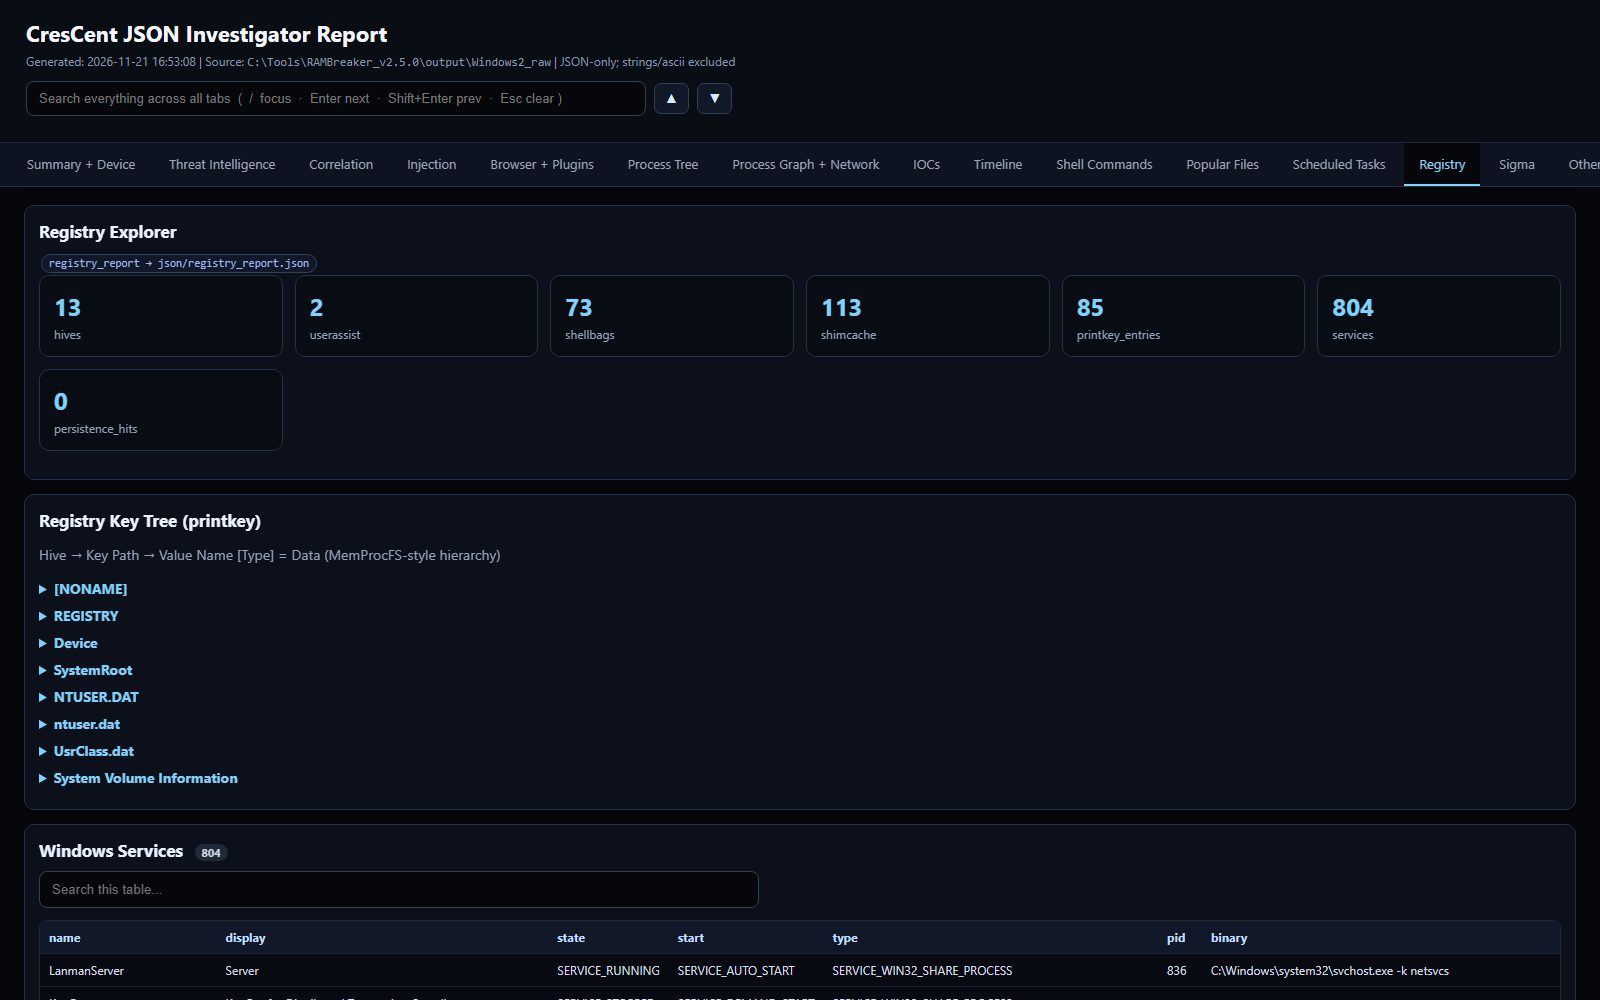 CresCent JSON Investigator Report
Generated: 2026-11-21 16:53:08 | Source: C:\Tools\RAMBreaker_v2.5.0\output\Windows2_raw | JSON-only; strings/ascii excluded
Search everything across all tabs ( / focus · Enter next · Shift+Enter prev · Esc clear ) ▲ ▼
Summary + Device Threat Intelligence Correlation Injection Browser + Plugins Process Tree Process Graph + Network IOCs Timeline Shell Commands Popular Files Scheduled Tasks Registry Sigma Other
Registry Explorer
registry_report → json/registry_report.json
13 2 73 113 85 804
hives userassist shellbags shimcache printkey_entries services
0
persistence_hits
Registry Key Tree (printkey)
Hive → Key Path → Value Name [Type] = Data (MemProcFS-style hierarchy)
▶ [NONAME]
▶ REGISTRY
▶ Device
▶ SystemRoot
▶ NTUSER.DAT
▶ ntuser.dat
▶ UsrClass.dat
▶ System Volume Information
Windows Services 804
Search this table...
name display state start type pid binary
LanmanServer Server SERVICE_RUNNING SERVICE_AUTO_START SERVICE_WIN32_SHARE_PROCESS 836 C:\Windows\system32\svchost.exe -k netsvcs